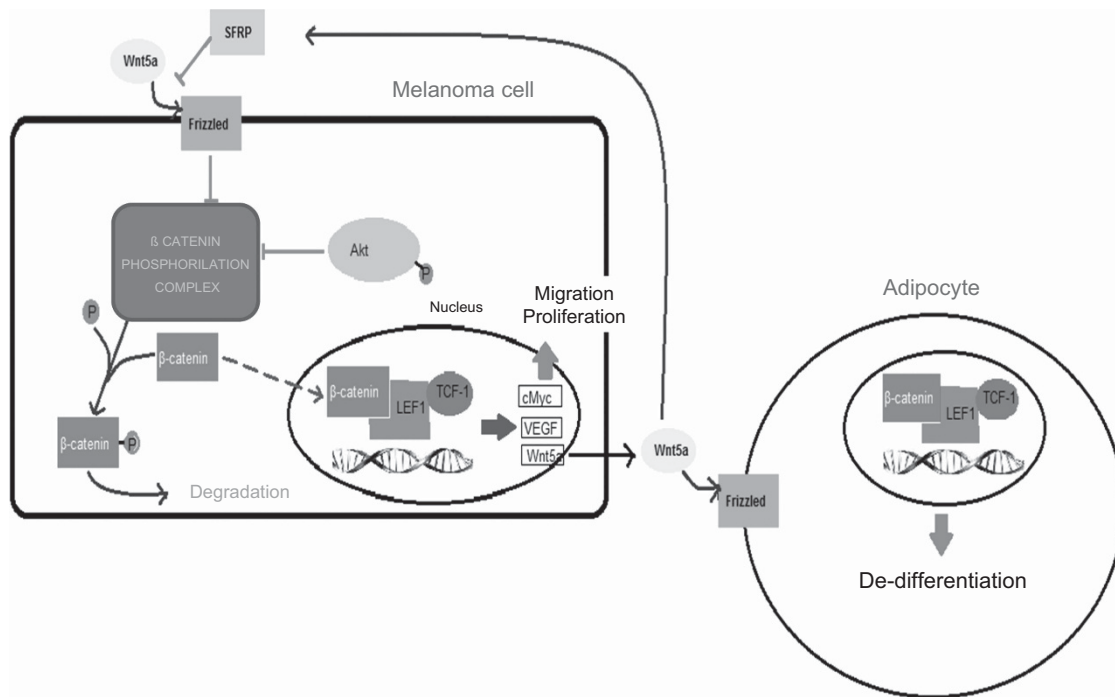 SFRP
Wnt5a
Melanoma cell
Frizzled
ß CATENIN
PHOSPHORILATION
COMPLEX
Akt
P
Migration
Proliferation
Adipocyte
Nucleus
P
β-catenin
β-catenin
LEF1
TCF-1
cMyc
VEGF
Wnt5a
β-catenin
P
Degradation
Wnt5a
Frizzled
β-catenin
LEF1
TCF-1
De-differentiation